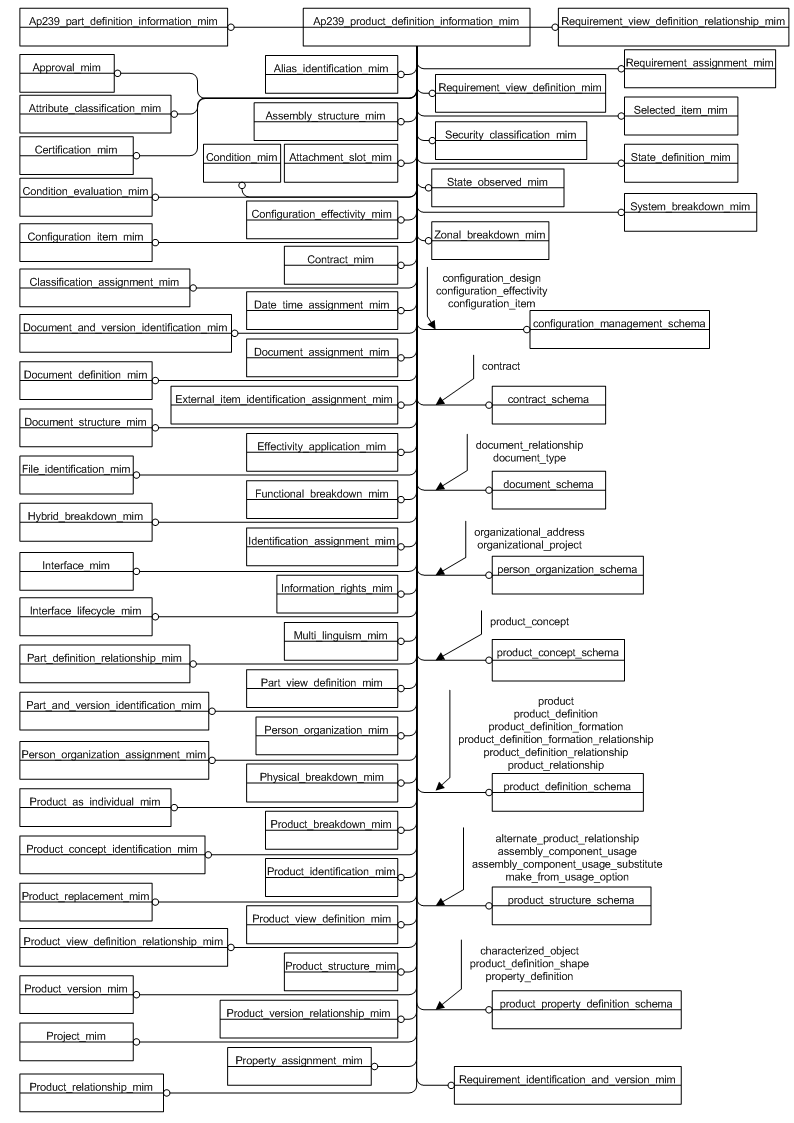 Ap239_part_definition_information_mim
Ap239_product_definition_information_mim
Requirement_view_definition_relationship_mim
Approval_mim
Attribute_classification_mim
Certification_mim
Condition_evaluation_mim
Configuration_item_mim
Classification_assignment_mim
Document_and_version_identification_mim
Document_definition_mim
Document_structure_mim
File_identification_mim
Hybrid_breakdown_mim
Interface_mim
Interface_lifecycle_mim
Part_definition_relationship_mim
Part_and_version_identification_mim
Person_organization_assignment_mim
Product_as_individual_mim
Product_concept_identification_mim
Product_replacement_mim
Product_view_definition_relationship_mim
Product_version_mim
Project_mim
Product_relationship_mim
Alias_identification_mim
Assembly_structure_mim
Condition_mim
Attachment_slot_mim
Configuration_effectivity_mim
Contract_mim
Date_time_assignment_mim
Document_assignment_mim
External_item_identification_assignment_mim
Effectivity_application_mim
Functional_breakdown_mim
Identification_assignment_mim
Information_rights_mim
Multi_linguism_mim
Part_view_definition_mim
Person_organization_mim
Physical_breakdown_mim
Product_breakdown_mim
Product_identification_mim
Product_view_definition_mim
Product_structure_mim
Product_version_relationship_mim
Property_assignment_mim
Requirement_assignment_mim
Requirement_view_definition_mim
Selected_item_mim
Security_classification_mim
State_definition_mim
State_observed_mim
System_breakdown_mim
Zonal_breakdown_mim
configuration_design
configuration_effectivity
configuration_item
configuration_management_schema
contract
contract_schema
document_relationship
document_type
document_schema
organizational_address
organizational_project
person_organization_schema
product_concept
product_concept_schema
product
product_definition
product_definition_formation
product_definition_formation_relationship
product_definition_relationship
product_relationship
product_definition_schema
alternate_product_relationship
assembly_component_usage
assembly_component_usage_substitute
make_from_usage_option
product_structure_schema
characterized_object
product_definition_shape
property_definition
product_property_definition_schema
Requirement_identification_and_version_mim